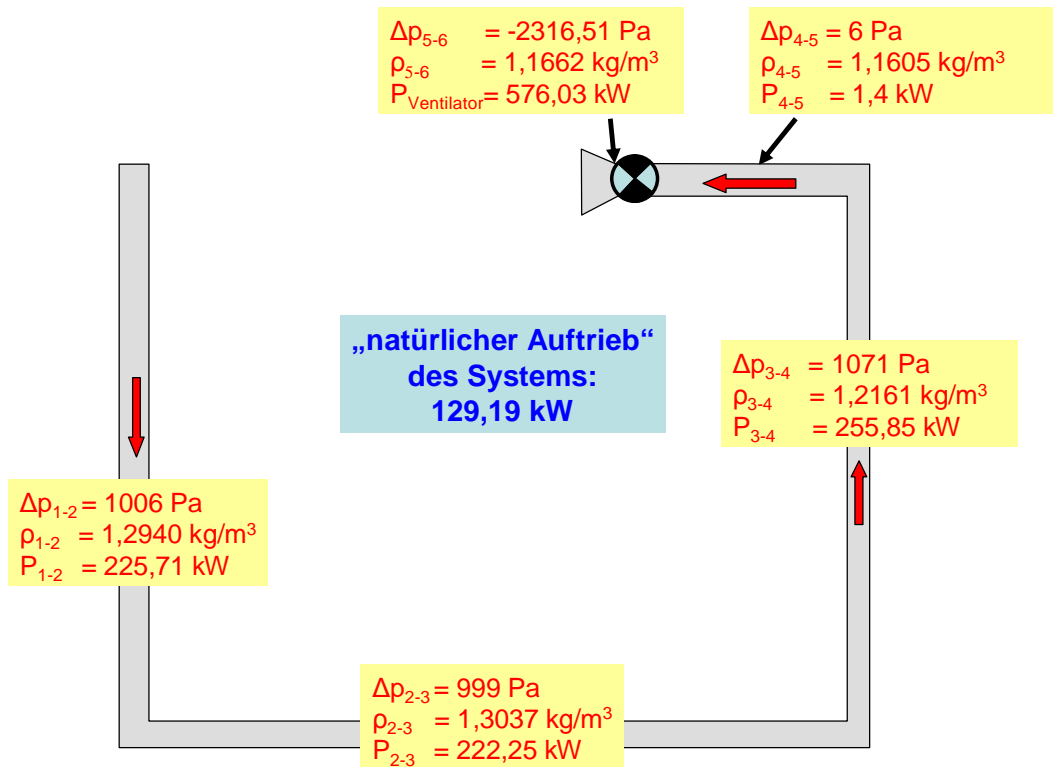 Δp5-6 = -2316,51 Pa
ρ5-6 = 1,1662 kg/m³
PVentilator= 576,03 kW
Δp4-5= 6 Pa
ρ4-5 = 1,1605 kg/m³
P4-5 = 1,4 kW
„natürlicher Auftrieb“
des Systems:
129,19 kW
Δp3-4 = 1071 Pa
ρ3-4 = 1,2161 kg/m³
P3-4 = 255,85 kW
Δp1-2 = 1006 Pa
ρ1-2 = 1,2940 kg/m³
P1-2 = 225,71 kW
Δp2-3 = 999 Pa
ρ2-3 = 1,3037 kg/m³
P2-3 = 222,25 kW